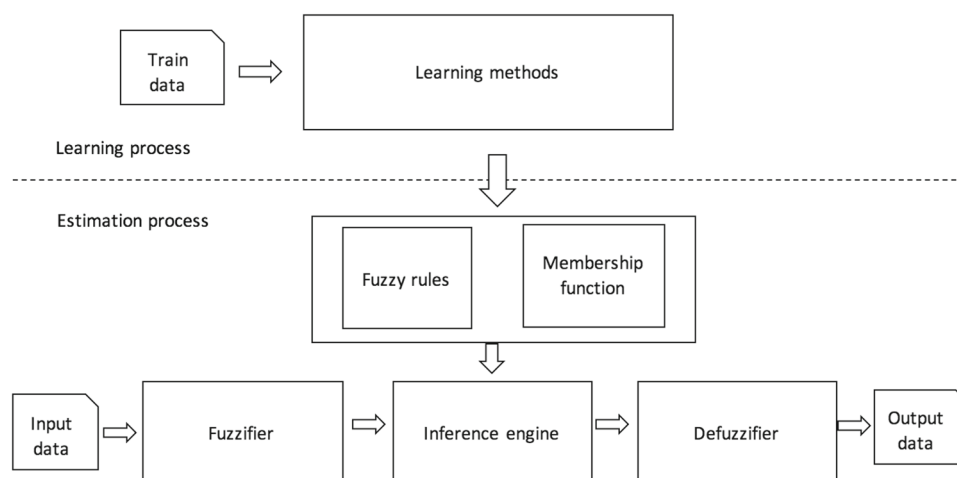 Train
data
Learning methods
Learning process
Estimation process
Fuzzy rules
Membership
function
Input
data
Fuzzifier
Inference engine
Defuzzifier
Output
data